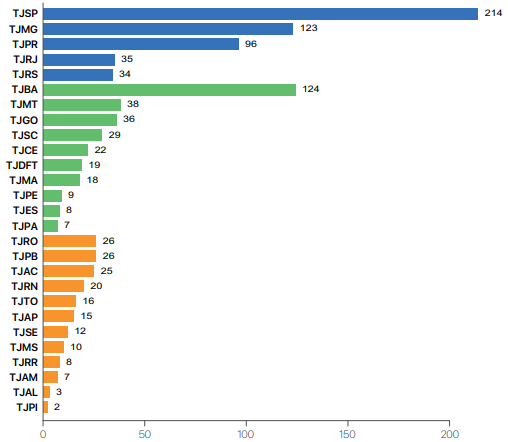 TJSP 214
TJMG 123
TJPR 96
TJRJ 35
TJRS 34
TJBA 124
TJMT 38
TJGO 36
TJSC 29
TJCE 22
TJDFT 19
TJMA 18
TJPE 9
TJES 8
TJPA 7
TJRO 26
TJPB 26
TJAC 25
TJRN 20
TJTO 16
TJAP 15
TJSE 12
TJMS 10
TJRR 8
TJAM 7
TJAL 3
TJPI 2
0 50 100 150 200